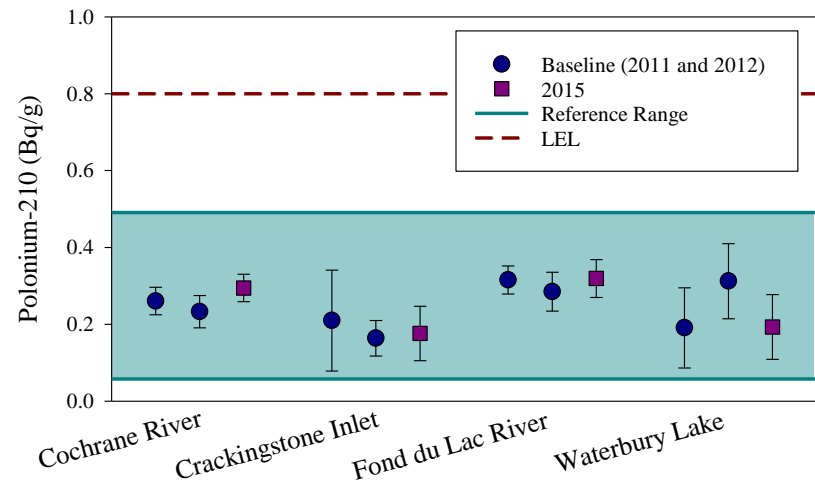 1.0
0.8
0.6
0.4
0.2
0.0
Polonium-210 (Bq/g)
Baseline (2011 and 2012)
2015
Reference Range
LEL
Cochrane River
Crackingstone Inlet
Fond du Lac River
Waterbury Lake